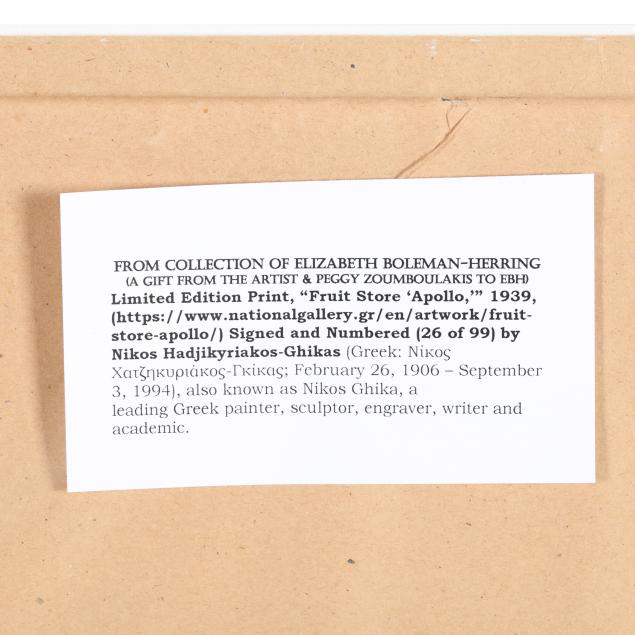 FROM COLLECTION OF ELIZABETH BOLEMAN-HERRING
(A GIFT FROM THE ARTIST & PEGGY ZOUMBOULAKIS TO EBH)
Limited Edition Print, “Fruit Store ‘Apollo,’” 1939,
(https://www.nationalgallery.gr/en/artwork/fruit-
store-apollo/) Signed and Numbered (26 of 99) by
Nikos Hadjikyriakos-Ghikas (Greek: Νίκος
Χατζηκυριάκος-Γκίκας; February 26, 1906 – September
3, 1994), also known as Nikos Ghika, a
leading Greek painter, sculptor, engraver, writer and
academic.